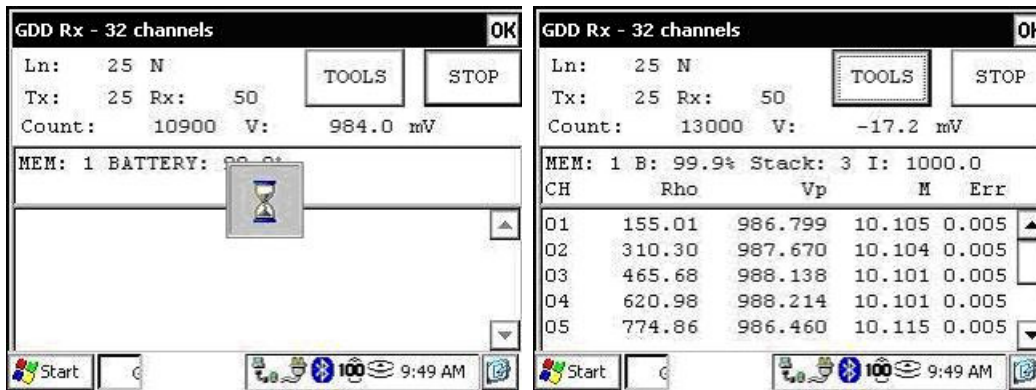 GDD Rx - 32 channels OK
Ln: 25 N TOOLS STOP
Tx: 25 Rx: 50
Count: 10900 V: 984.0 mV
MEM: 1 BATTERY:
Start 100 9:49 AM
GDD Rx - 32 channels
Ln: 25 N TOOLS STOP
Tx: 25 Rx: 50
Count: 13000 V: -17.2 mV
MEM: 1 B: 99.9% Stack: 3 I: 1000.0
CH Rho Vp M Err
01 155.01 986.799 10.105 0.005
02 310.30 987.670 10.104 0.005
03 465.68 988.138 10.101 0.005
04 620.98 988.214 10.101 0.005
05 774.86 986.460 10.115 0.005
Start 100 9:49 AM